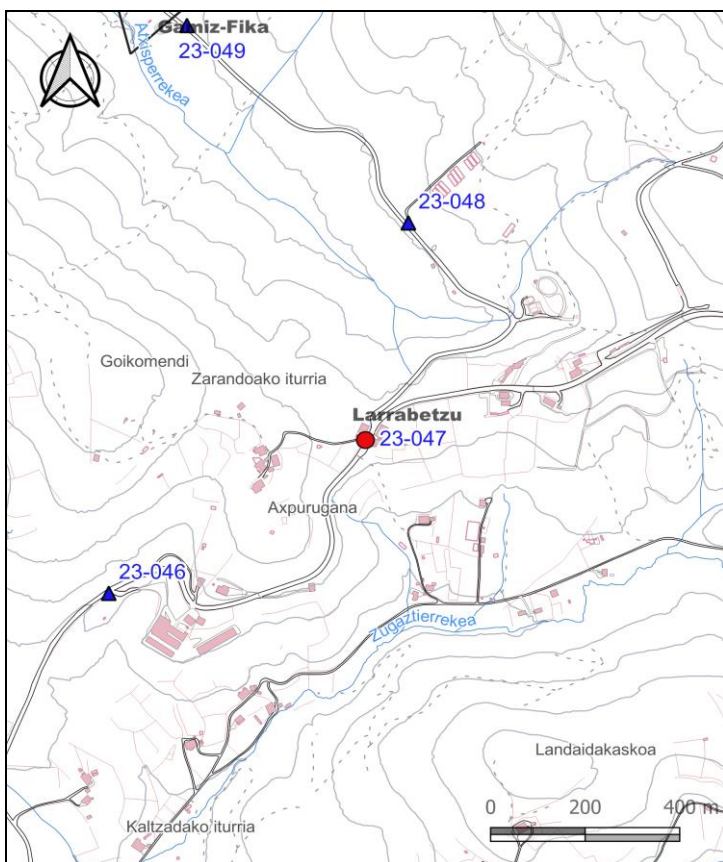 Gamiz-Fika
23-049
Atxisperrekea
23-048
Goikomendi
Zarandoako iturria
Larrabetzu
23-047
Axpurugana
23-046
Zugaztierrekea
Landaidakaskoa
Kaltzadako iturria
0 200 400 m